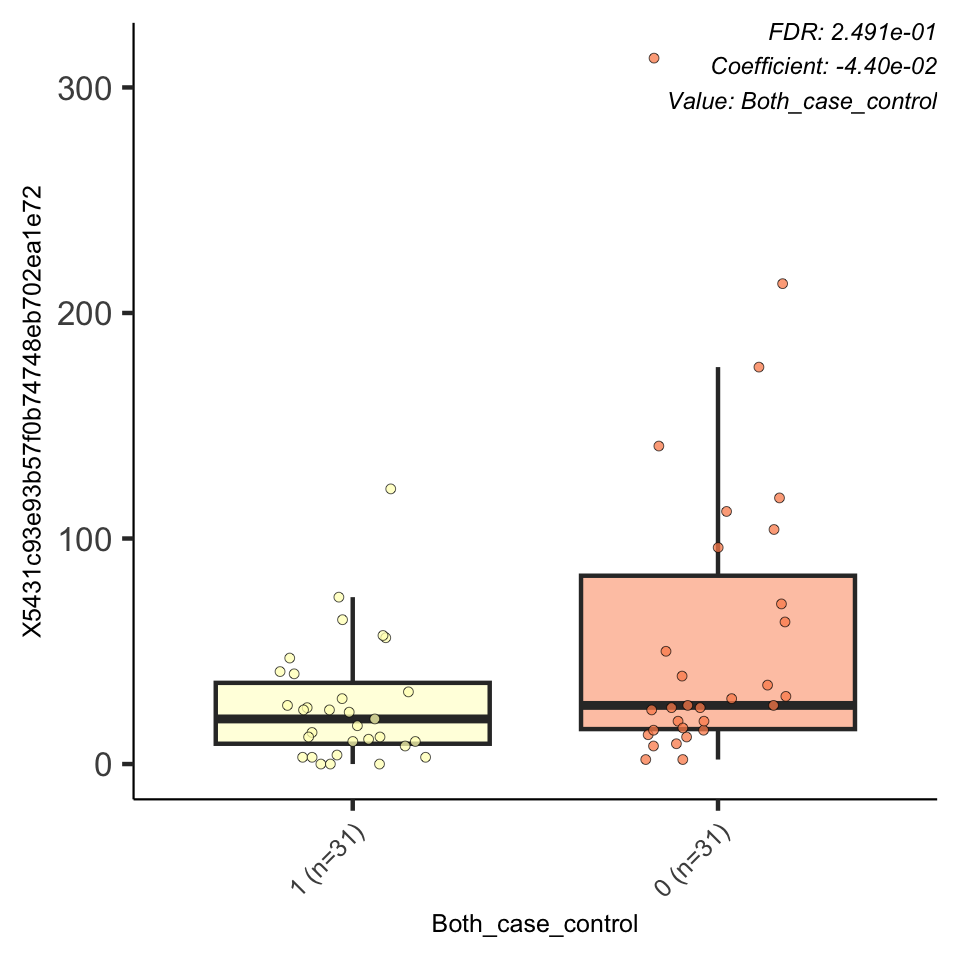 FDR: 2.491e-01
Coefficient: -4.40e-02
Value: Both_case_control
300
200
100
0
X5431c93e93b57f0b74748eb702ea1e72
1 (n=31)
0 (n=31)
Both_case_control